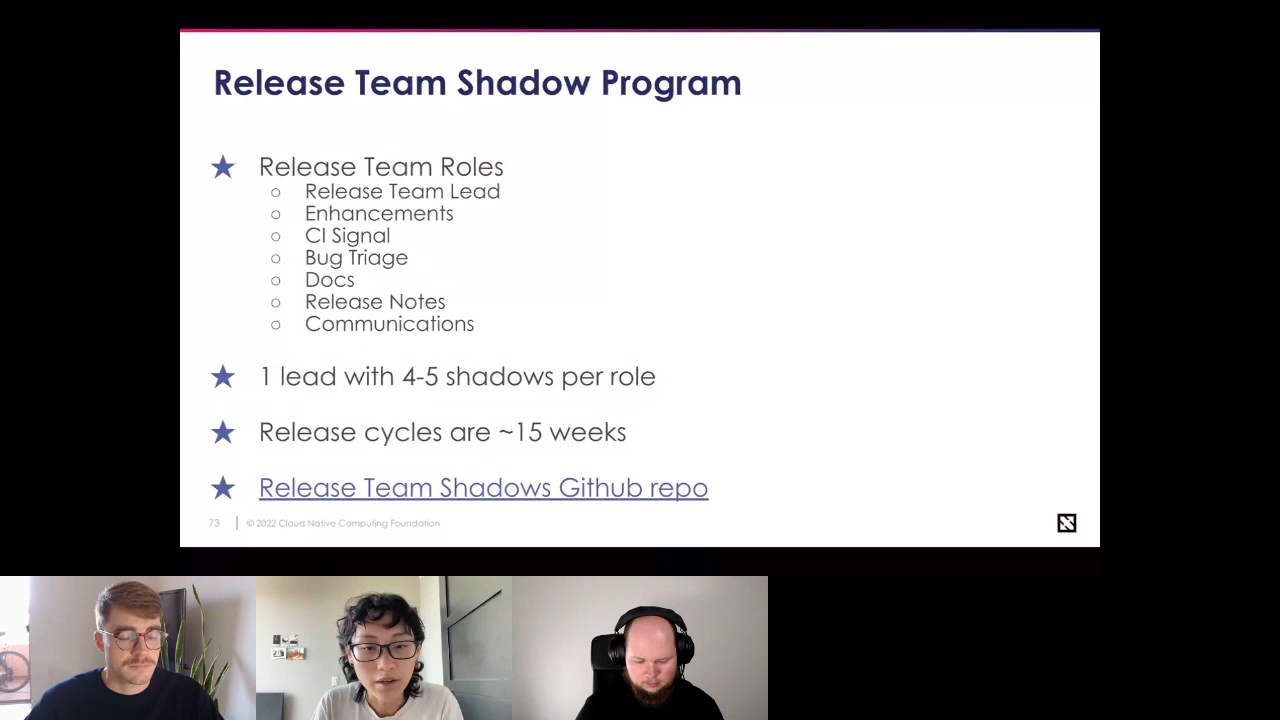 Release Team Shadow Program
★ Release Team Roles
○ Release Team Lead
○ Enhancements
○ CI Signal
○ Bug Triage
○ Docs
○ Release Notes
○ Communications
★ 1 lead with 4-5 shadows per role
★ Release cycles are ~15 weeks
★ Release Team Shadows Github repo
73 | © 2022 Cloud Native Computing Foundation